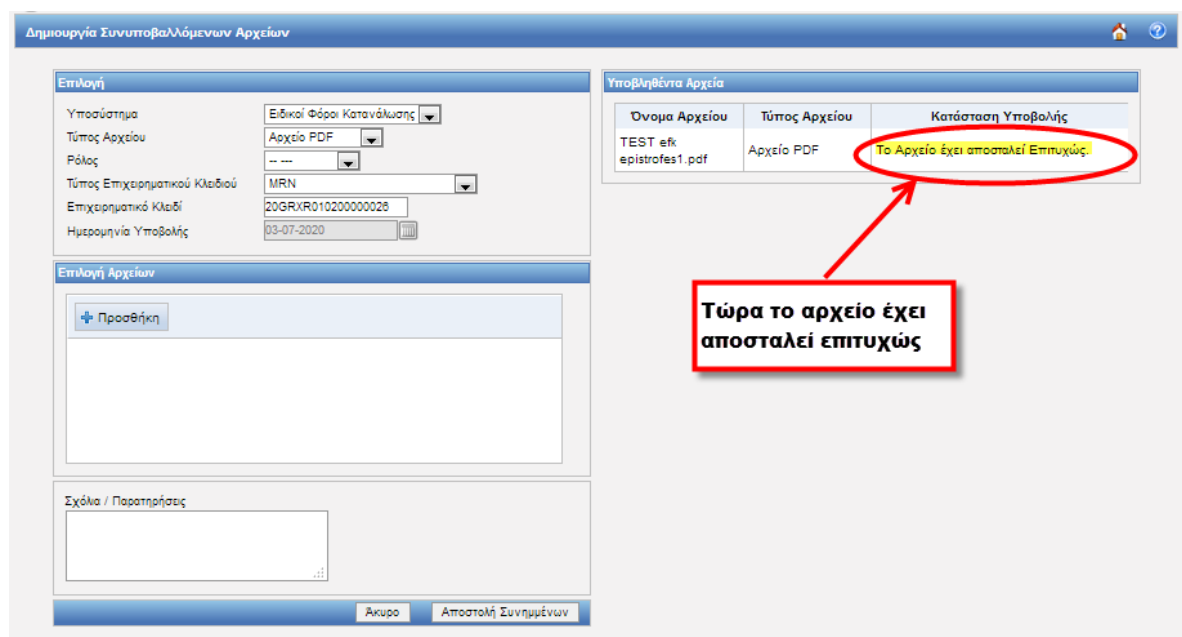 Δημιουργία Συνυποβαλλόμενων Αρχείων
Επιλογή
Υποσύστημα Ειδικοί Φόροι Κατανάλωσης
Τύπος Αρχείου Αρχείο PDF
Ρόλος -- ---
Τύπος Επιχειρηματικού Κλειδιού MRN
Επιχειρηματικό Κλειδί 20GRXR010200000026
Ημερομηνία Υποβολής 03-07-2020
Επιλογή Αρχείων
Προσθήκη
Σχόλια / Παρατηρήσεις
Άκυρο Αποστολή Συνημμένων
Υποβληθέντα Αρχεία
Όνομα Αρχείου Τύπος Αρχείου Κατάσταση Υποβολής
TEST efk
epistrofes1.pdf Αρχείο PDF Το Αρχείο έχει αποσταλεί Επιτυχώς.
Τώρα το αρχείο έχει
αποσταλεί επιτυχώς